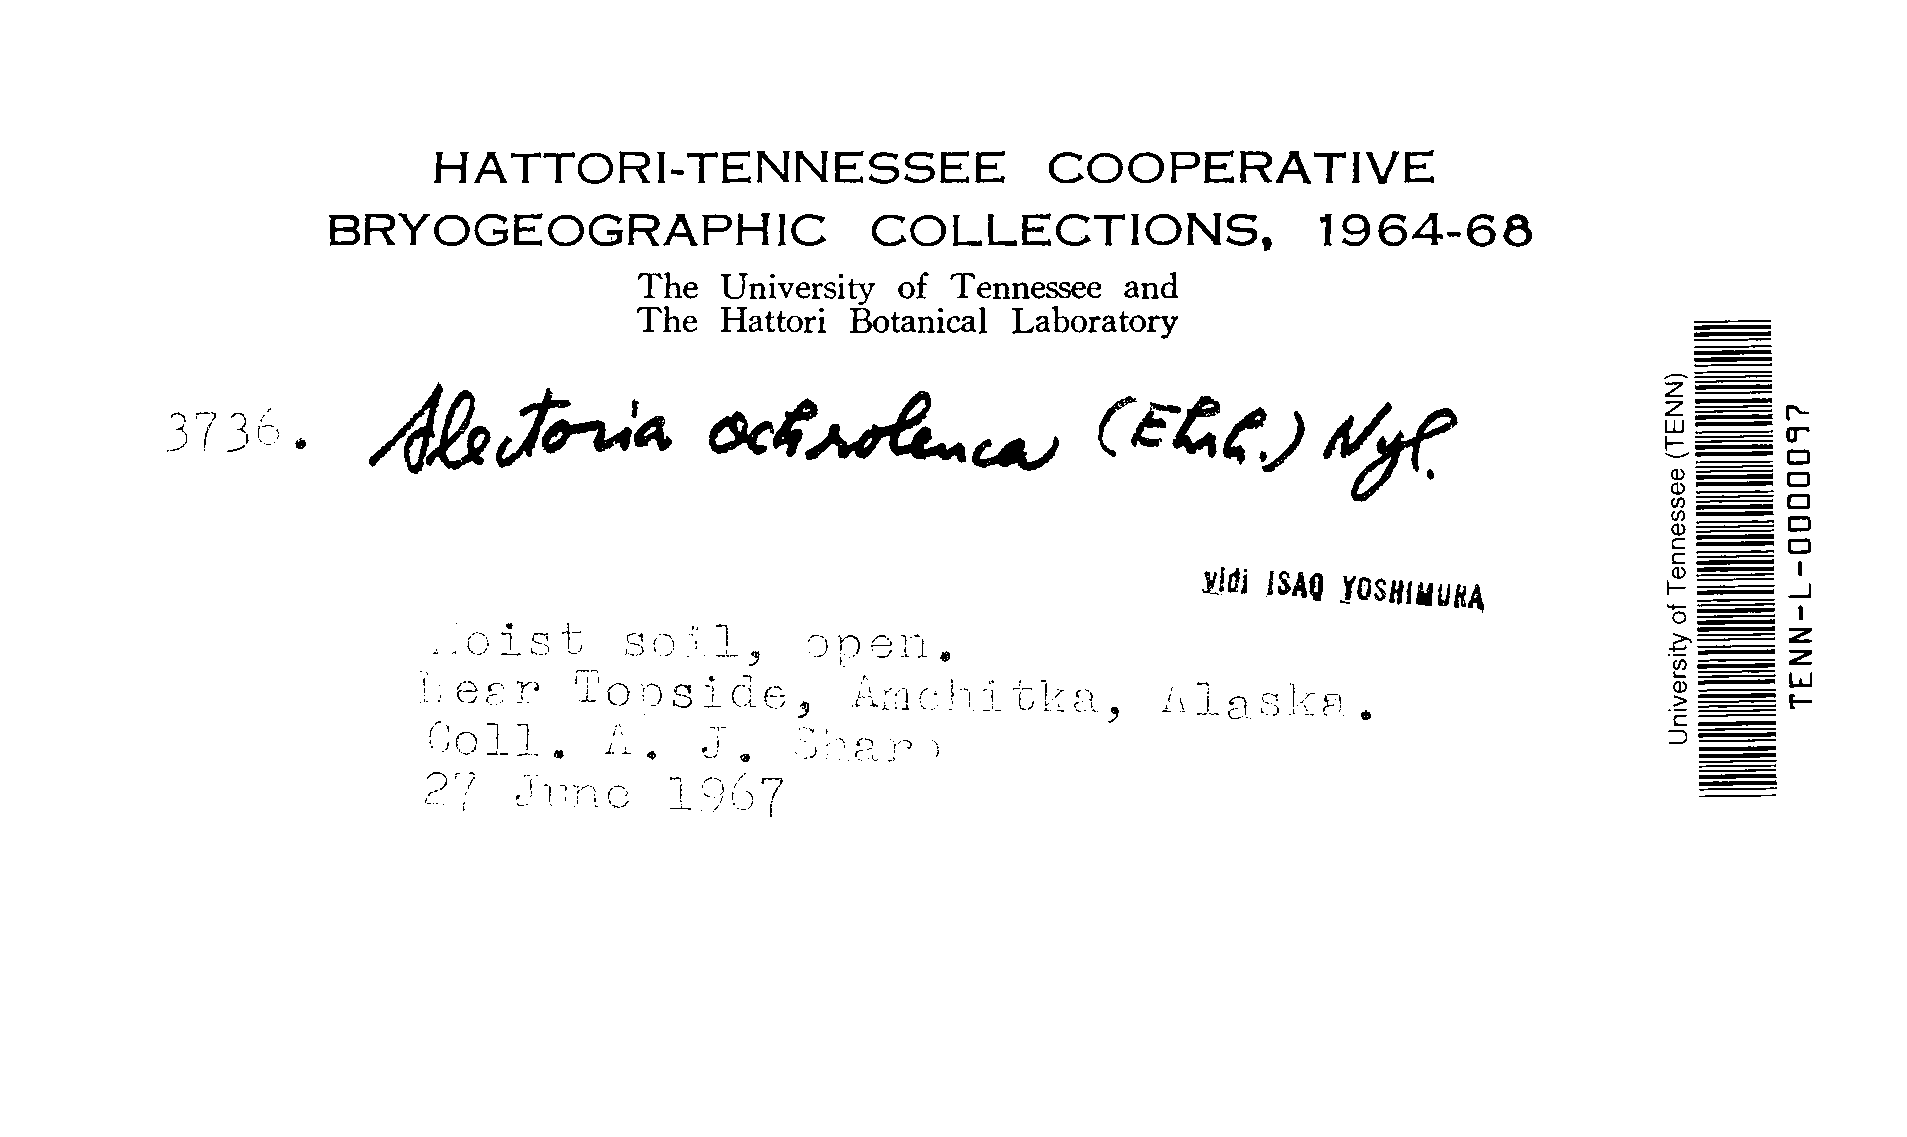 HATTORI-TENNESSEE COOPERATIVE
BRYOGEOGRAPHIC COLLECTIONS, 1964-68
The University of Tennessee and
The Hattori Botanical Laboratory
3736. Alectoria ochroleuca (Ehrh.) Nyl.
vidi ISAO YOSHIMURA
Moist soil, open.
Near Topside, Amchitka, Alaska.
Coll. A. J. Sharp
27 June 1967
University of Tennessee (TENN)
TENN-L-0000097